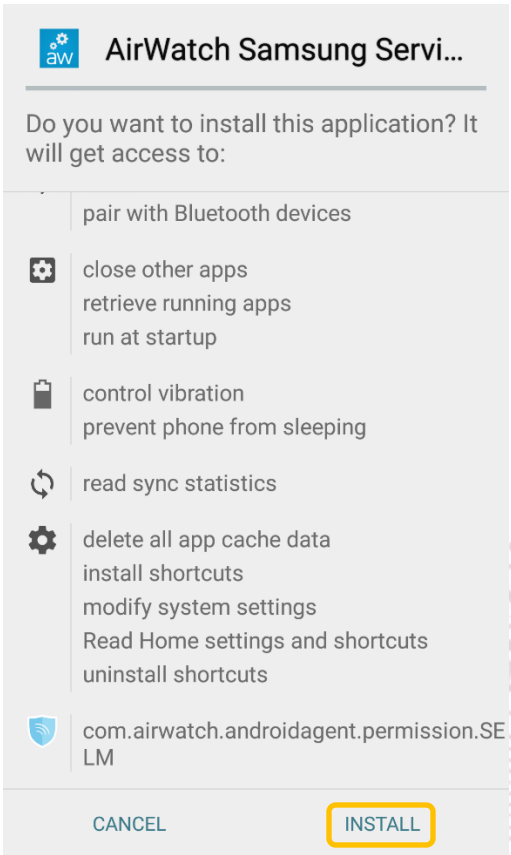 aw
AirWatch Samsung Servi...
Do you want to install this application? It
will get access to:
pair with Bluetooth devices
close other apps
retrieve running apps
run at startup
control vibration
prevent phone from sleeping
read sync statistics
delete all app cache data
install shortcuts
modify system settings
Read Home settings and shortcuts
uninstall shortcuts
com.airwatch.androidagent.permission.SE
LM
CANCEL INSTALL